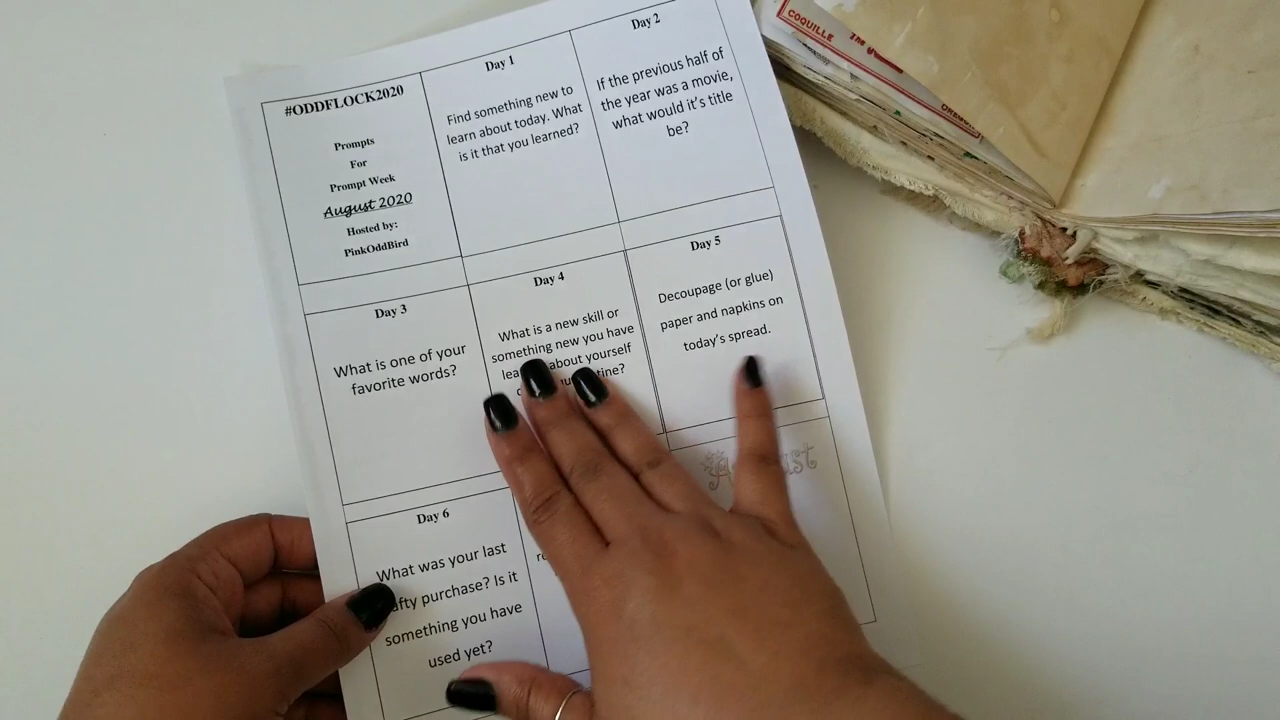 #ODDFLOCK2020
Prompts
For
Prompt Week
August 2020
Hosted by:
PinkOddBird
Day 1
Find something new to
learn about today. What
is it that you learned?
Day 2
If the previous half of
the year was a movie,
what would it's title
be?
Day 3
What is one of your
favorite words?
Day 4
What is a new skill or
something new you have
about yourself
Day 5
Decoupage (or glue)
paper and napkins on
today's spread.
Day 6
What was your last
purchase? Is it
something you have
used yet?
COQUILLE
The